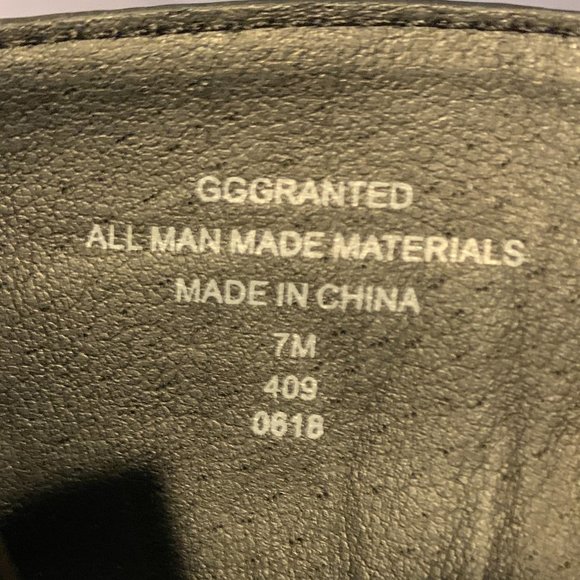 GGGRANTED
ALL MAN MADE MATERIALS
MADE IN CHINA
7M
409
0618